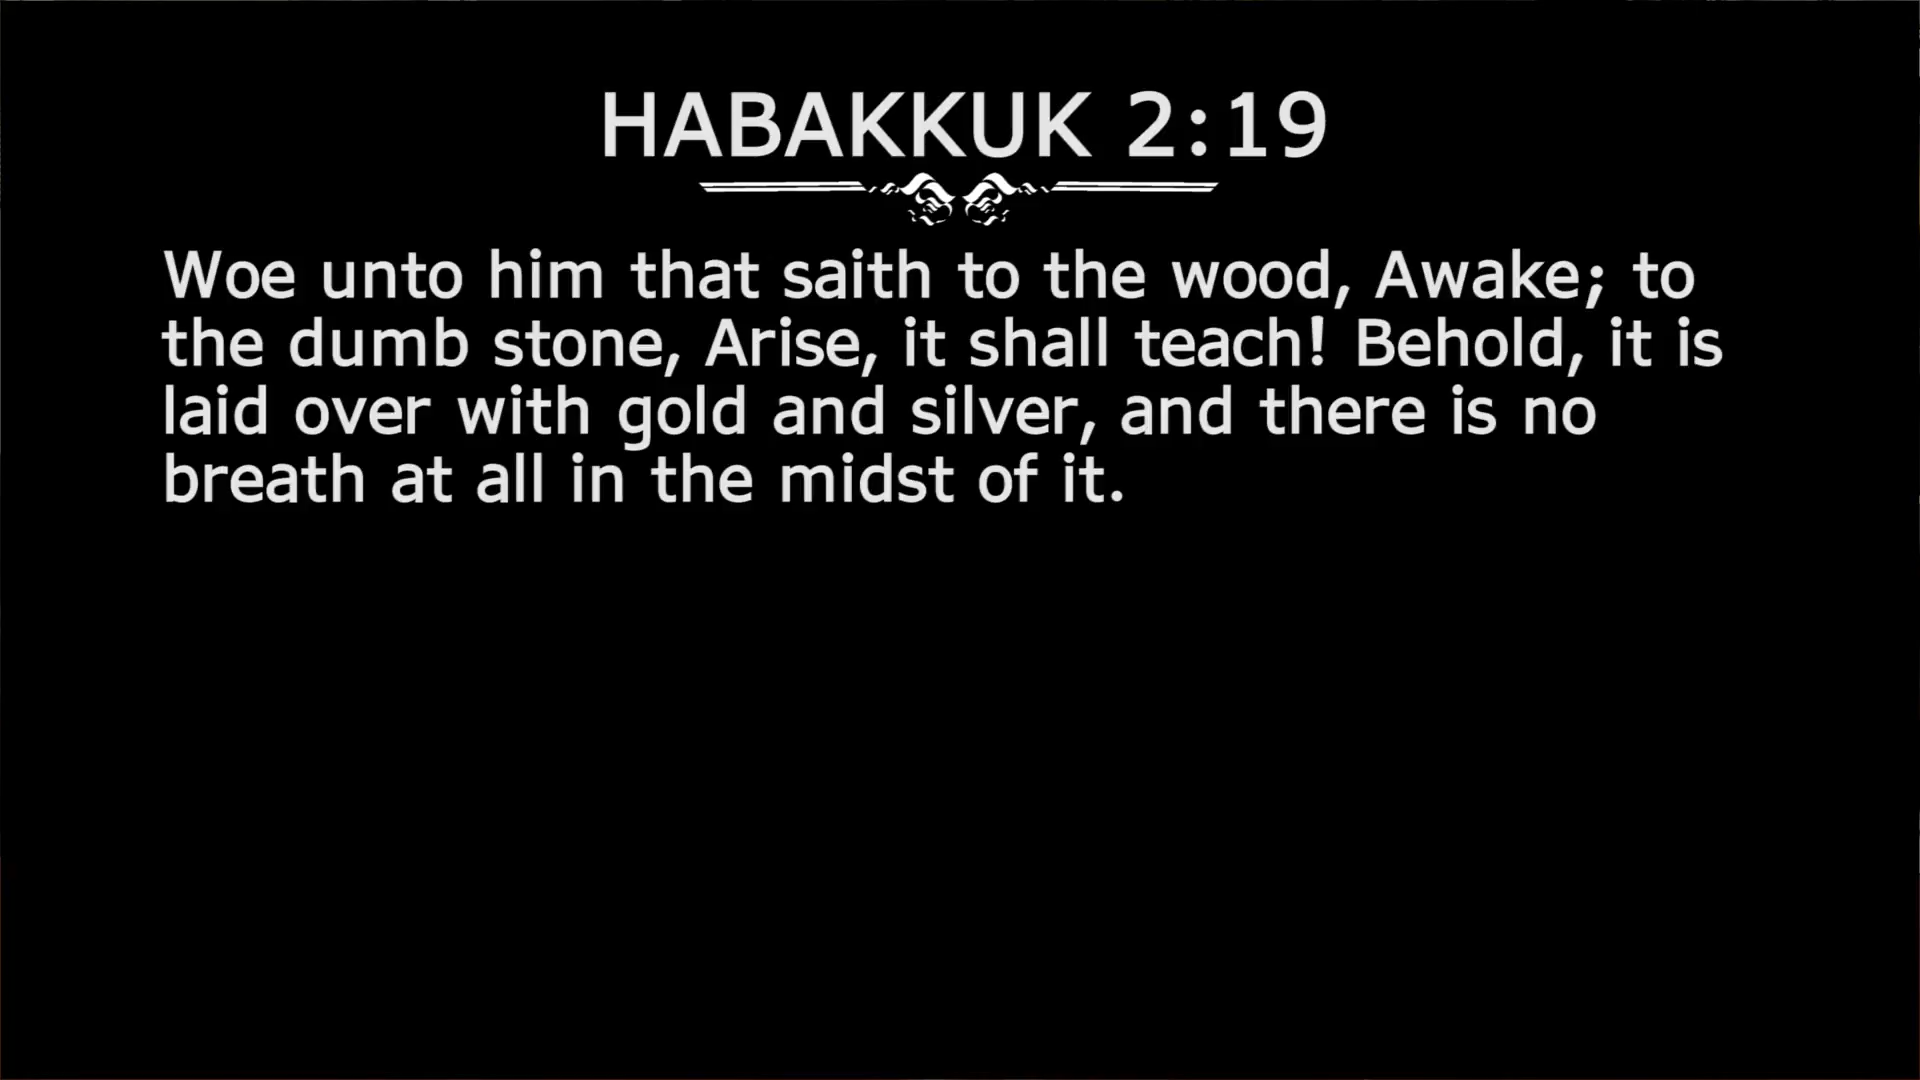 HABAKKUK 2:19
Woe unto him that saith to the wood, Awake; to
the dumb stone, Arise, it shall teach! Behold, it is
laid over with gold and silver, and there is no
breath at all in the midst of it.